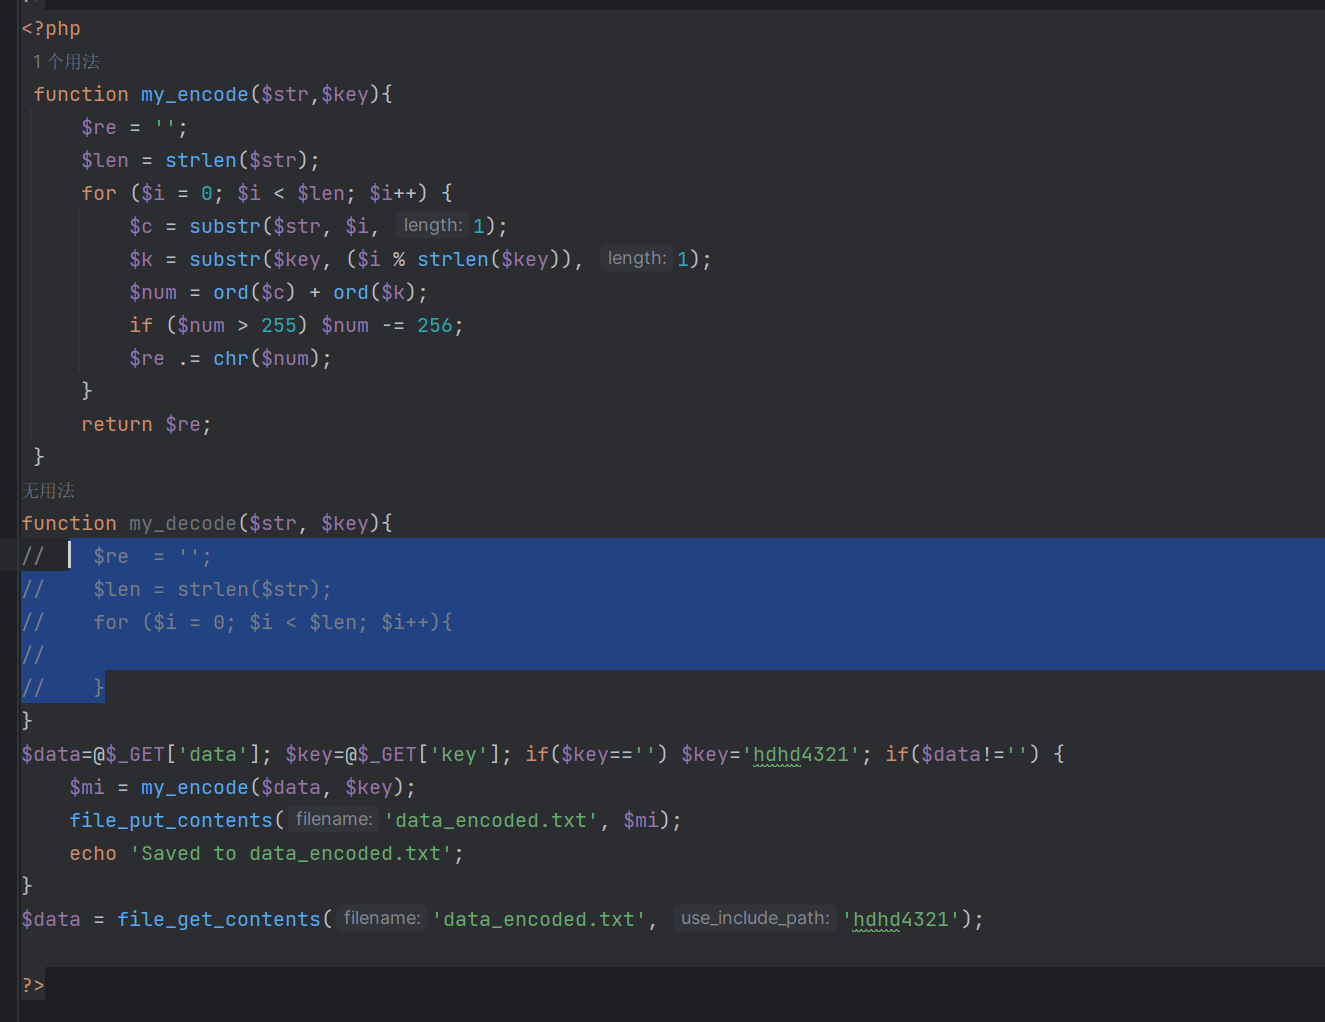 <?php
1 个用法
function my_encode($str,$key){
$re = '';
$len = strlen($str);
for ($i = 0; $i < $len; $i++) {
$c = substr($str, $i, length: 1);
$k = substr($key, ($i % strlen($key)), length: 1);
$num = ord($c) + ord($k);
if ($num > 255) $num -= 256;
$re .= chr($num);
}
return $re;
}
无用法
function my_decode($str, $key){
//    $re  = '';
//    $len = strlen($str);
//    for ($i = 0; $i < $len; $i++){
//
//    }
}
$data=@$_GET['data']; $key=@$_GET['key']; if($key=='') $key='hdhd4321'; if($data!='') {
$mi = my_encode($data, $key);
file_put_contents( filename: 'data_encoded.txt', $mi);
echo 'Saved to data_encoded.txt';
}
$data = file_get_contents( filename: 'data_encoded.txt', use_include_path: 'hdhd4321');
?>